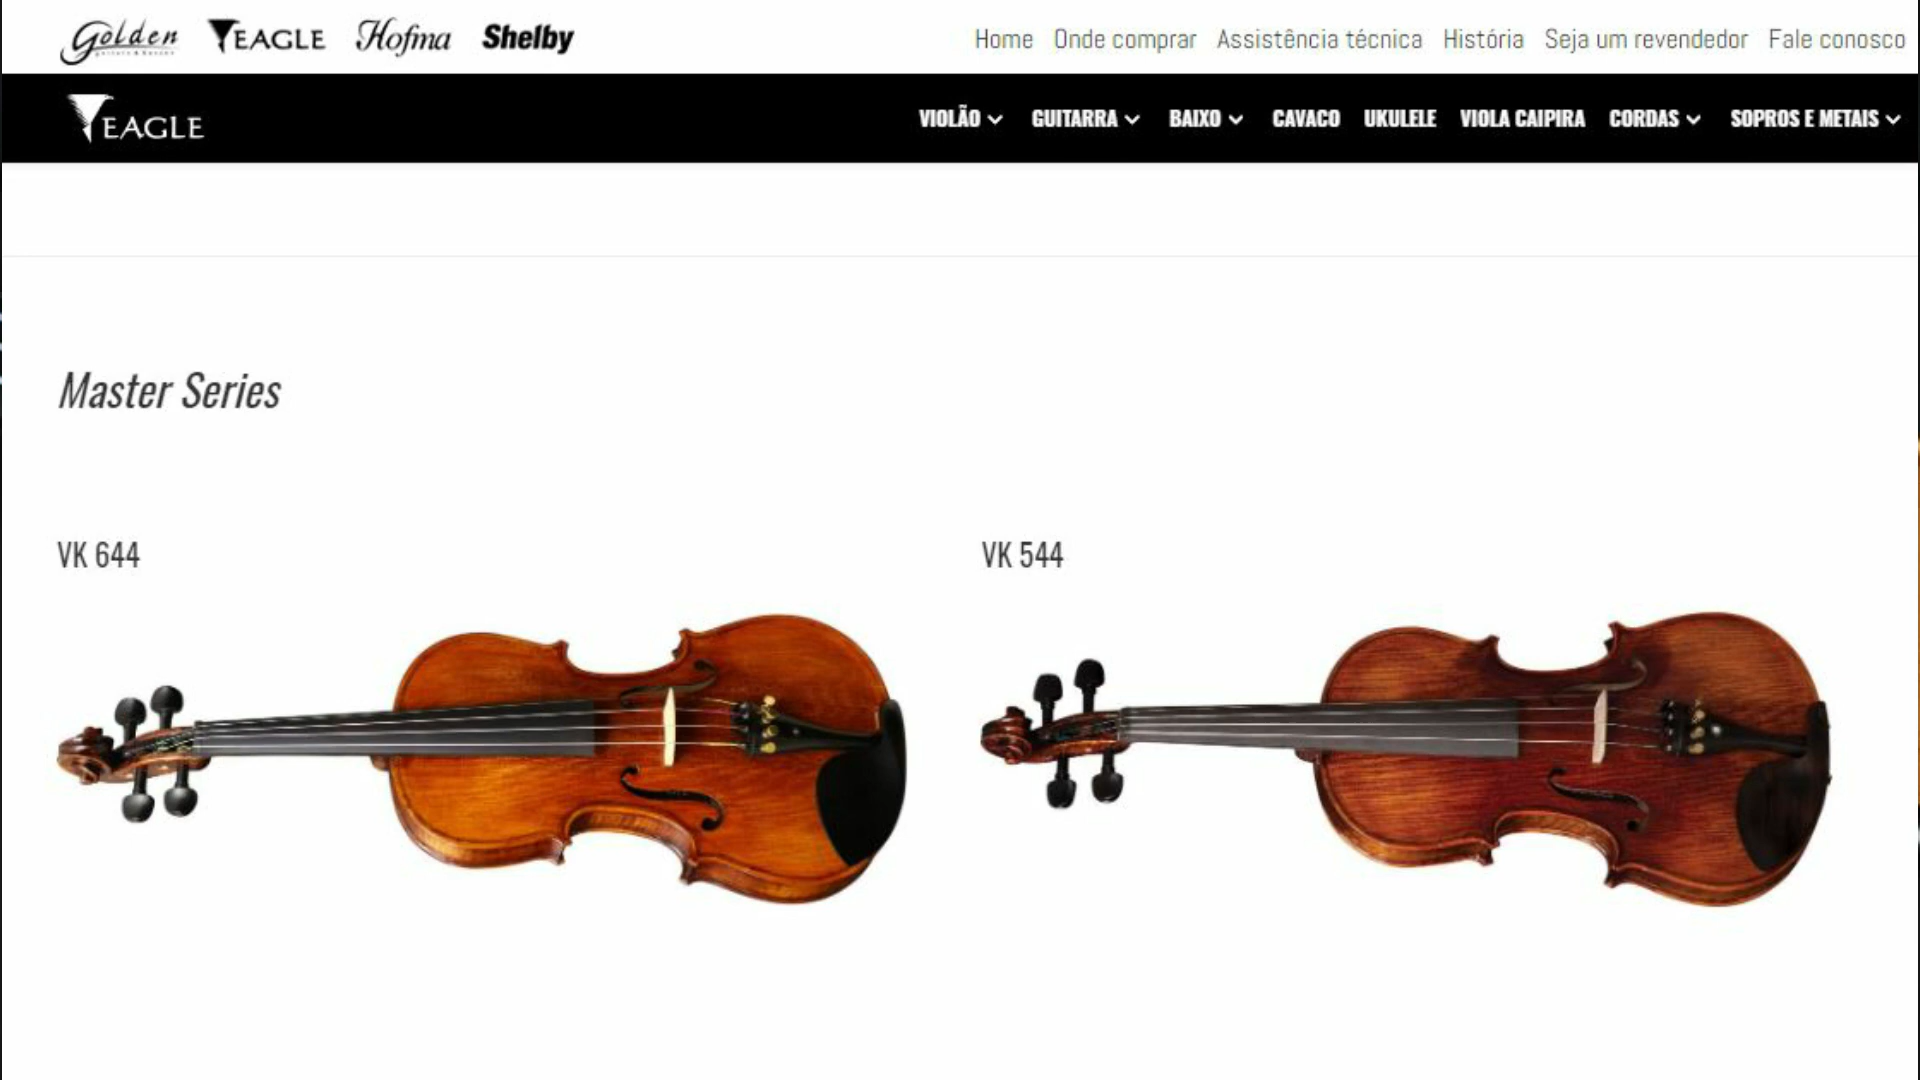 Golden EAGLE Hofma Shelby Home Onde comprar Assistência técnica História Seja um revendedor Fale conosco
EAGLE VIOLÃO GUITARRA BAIXO CAVACO UKULELE VIOLA CAIPIRA CORDAS SOPROS E METAIS
Master Series
VK 644 VK 544